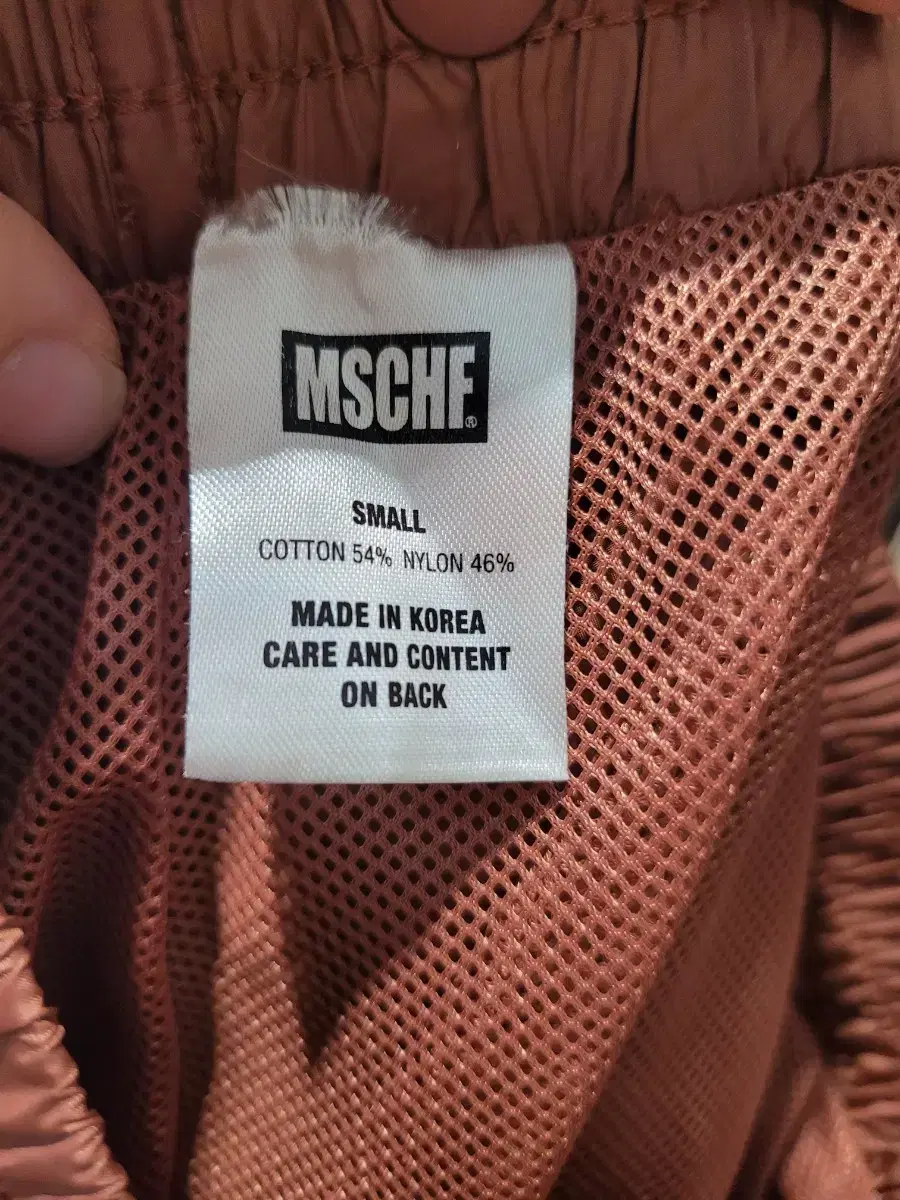 MSCHF®
SMALL
COTTON 54% NYLON 46%
MADE IN KOREA
CARE AND CONTENT
ON BACK